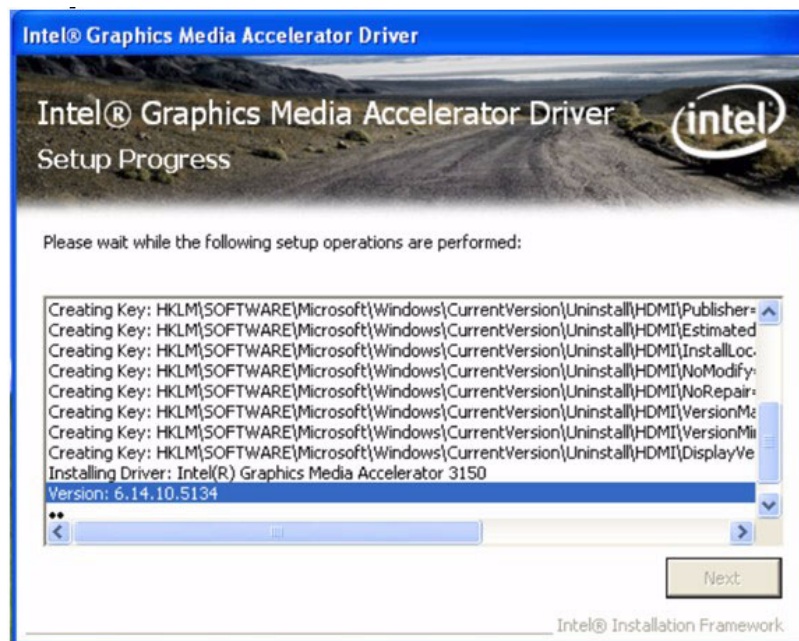 Intel® Graphics Media Accelerator Driver
Intel® Graphics Media Accelerator Driver
intel
Setup Progress
Please wait while the following setup operations are performed:
Creating Key: HKLM\SOFTWARE\Microsoft\Windows\CurrentVersion\Uninstall\HDMI\Publisher=
Creating Key: HKLM\SOFTWARE\Microsoft\Windows\CurrentVersion\Uninstall\HDMI\Estimated
Creating Key: HKLM\SOFTWARE\Microsoft\Windows\CurrentVersion\Uninstall\HDMI\InstallLoc
Creating Key: HKLM\SOFTWARE\Microsoft\Windows\CurrentVersion\Uninstall\HDMI\NoModify
Creating Key: HKLM\SOFTWARE\Microsoft\Windows\CurrentVersion\Uninstall\HDMI\NoRepair=
Creating Key: HKLM\SOFTWARE\Microsoft\Windows\CurrentVersion\Uninstall\HDMI\VersionMa
Creating Key: HKLM\SOFTWARE\Microsoft\Windows\CurrentVersion\Uninstall\HDMI\VersionMi
Creating Key: HKLM\SOFTWARE\Microsoft\Windows\CurrentVersion\Uninstall\HDMI\DisplayVe
Installing Driver: Intel(R) Graphics Media Accelerator 3150
Version: 6.14.10.5134
Next
Intel® Installation Framework